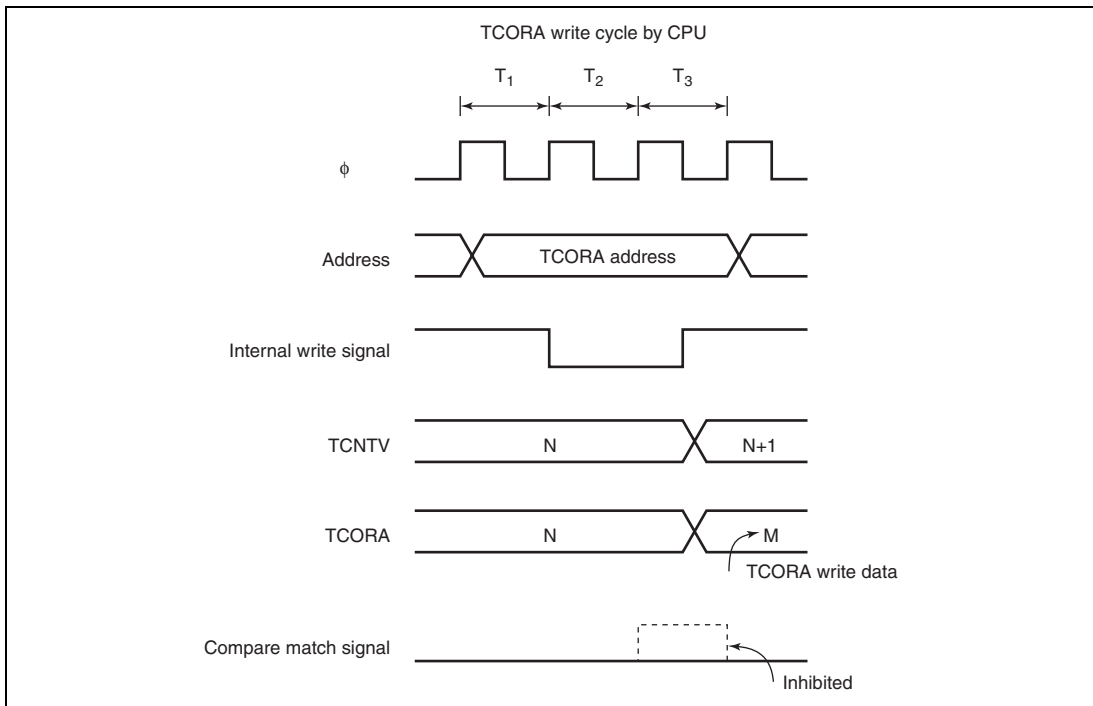 TCORA write cycle by CPU
T1 T2 T3
ϕ
Address TCORA address
Internal write signal
TCNTV N N+1
TCORA N M
TCORA write data
Compare match signal
Inhibited